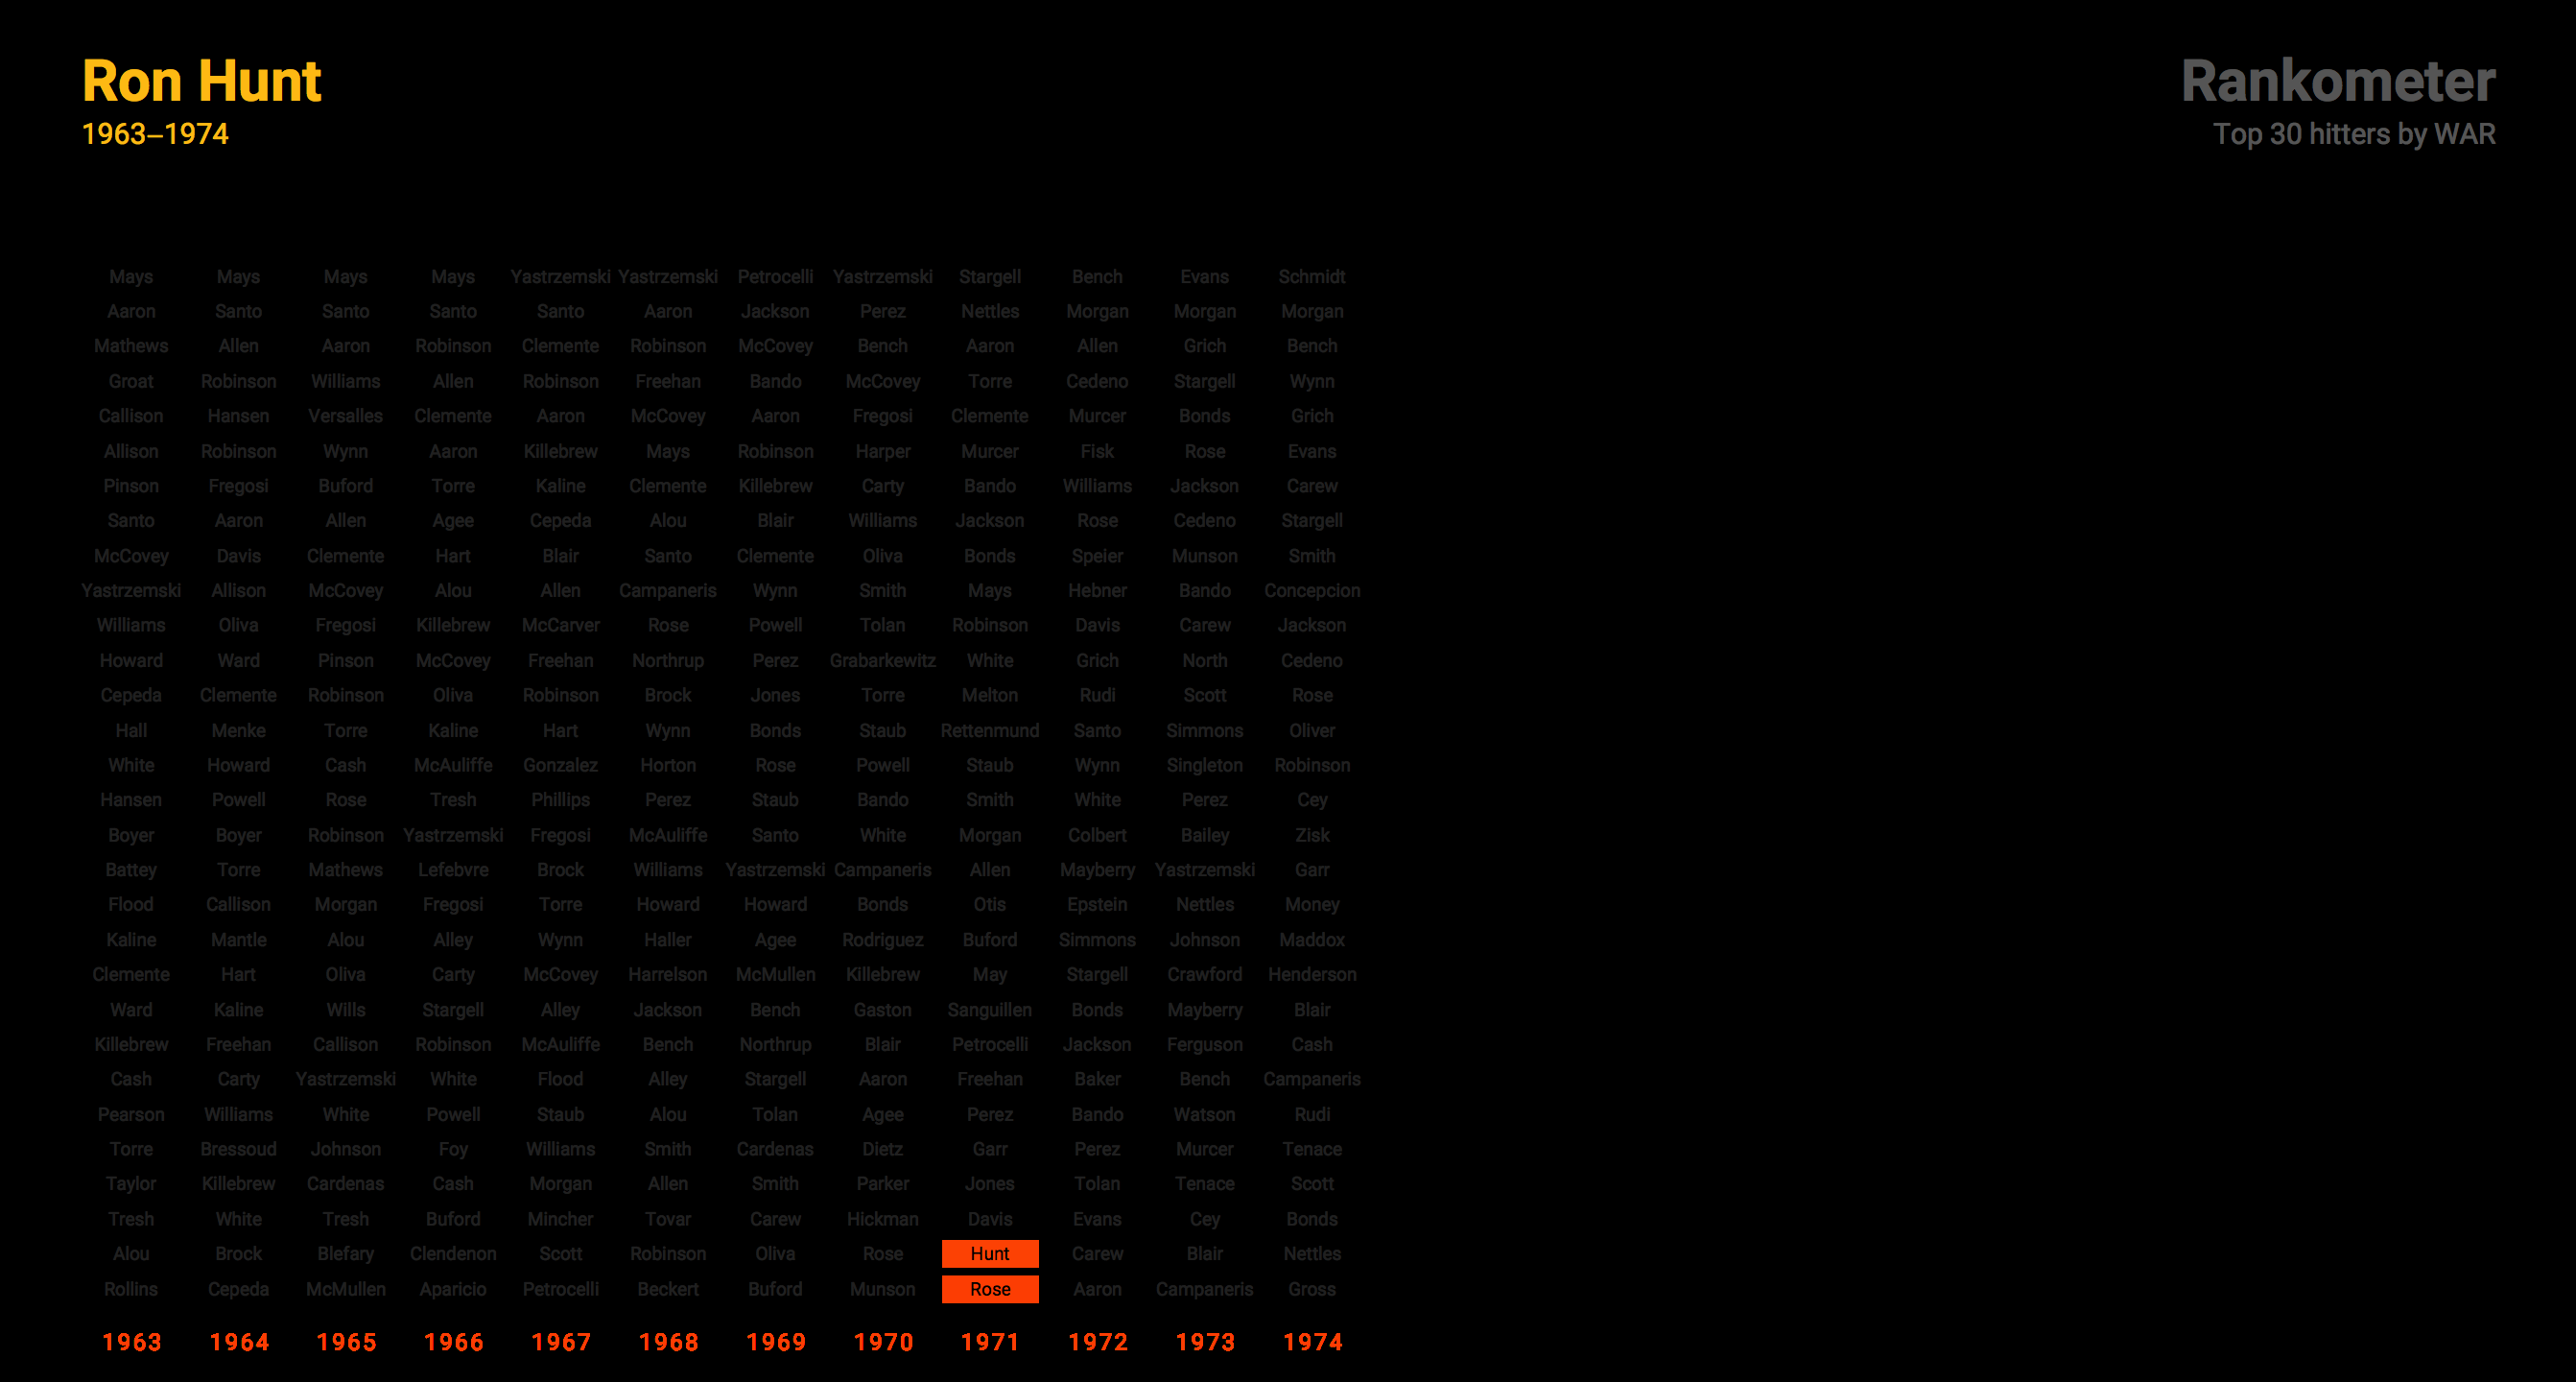 Ron Hunt
1963–1974
Rankometer
Top 30 hitters by WAR
Mays Mays Mays Mays Yastrzemski Yastrzemski Petrocelli Yastrzemski Stargell Bench Evans Schmidt
Aaron Santo Santo Santo Santo Aaron Jackson Perez Nettles Morgan Morgan Morgan
Mathews Allen Aaron Robinson Clemente Robinson McCovey Bench Aaron Allen Grich Bench
Groat Robinson Williams Allen Robinson Freehan Bando McCovey Torre Cedeno Stargell Wynn
Callison Hansen Versalles Clemente Aaron McCovey Aaron Fregosi Clemente Murcer Bonds Grich
Allison Robinson Wynn Aaron Killebrew Mays Robinson Harper Murcer Fisk Rose Evans
Pinson Fregosi Buford Torre Kaline Clemente Killebrew Carty Bando Williams Jackson Carew
Santo Aaron Allen Agee Cepeda Alou Blair Williams Jackson Rose Cedeno Stargell
McCovey Davis Clemente Hart Blair Santo Clemente Oliva Bonds Speier Munson Smith
Yastrzemski Allison McCovey Alou Allen Campaneris Wynn Smith Mays Hebner Bando Concepcion
Williams Oliva Fregosi Killebrew McCarver Rose Powell Tolan Robinson Davis Carew Jackson
Howard Ward Pinson McCovey Freehan Northrup Perez Grabarkewitz White Grich North Cedeno
Cepeda Clemente Robinson Oliva Robinson Brock Jones Torre Melton Rudi Scott Rose
Hall Menke Torre Kaline Hart Wynn Bonds Staub Rettenmund Santo Simmons Oliver
White Howard Cash McAuliffe Gonzalez Horton Rose Powell Staub Wynn Singleton Robinson
Hansen Powell Rose Tresh Phillips Perez Staub Bando Smith White Perez Cey
Boyer Boyer Robinson Yastrzemski Fregosi McAuliffe Santo White Morgan Colbert Bailey Zisk
Battey Torre Mathews Lefebvre Brock Williams Yastrzemski Campaneris Allen Mayberry Yastrzemski Garr
Flood Callison Morgan Fregosi Torre Howard Howard Bonds Otis Epstein Nettles Money
Kaline Mantle Alou Alley Wynn Haller Agee Rodriguez Buford Simmons Johnson Maddox
Clemente Hart Oliva Carty McCovey Harrelson McMullen Killebrew May Stargell Crawford Henderson
Ward Kaline Wills Stargell Alley Jackson Bench Gaston Sanguillen Bonds Mayberry Blair
Killebrew Freehan Callison Robinson McAuliffe Bench Northrup Blair Petrocelli Jackson Ferguson Cash
Cash Carty Yastrzemski White Flood Alley Stargell Aaron Freehan Baker Bench Campaneris
Pearson Williams White Powell Staub Alou Tolan Agee Perez Bando Watson Rudi
Torre Bressoud Johnson Foy Williams Smith Cardenas Dietz Garr Perez Murcer Tenace
Taylor Killebrew Cardenas Cash Morgan Allen Smith Parker Jones Tolan Tenace Scott
Tresh White Tresh Buford Mincher Tovar Carew Hickman Davis Evans Cey Bonds
Alou Brock Blefary Clendenon Scott Robinson Oliva Rose Hunt Carew Blair Nettles
Rollins Cepeda McMullen Aparicio Petrocelli Beckert Buford Munson Rose Aaron Campaneris Gross
1963 1964 1965 1966 1967 1968 1969 1970 1971 1972 1973 1974